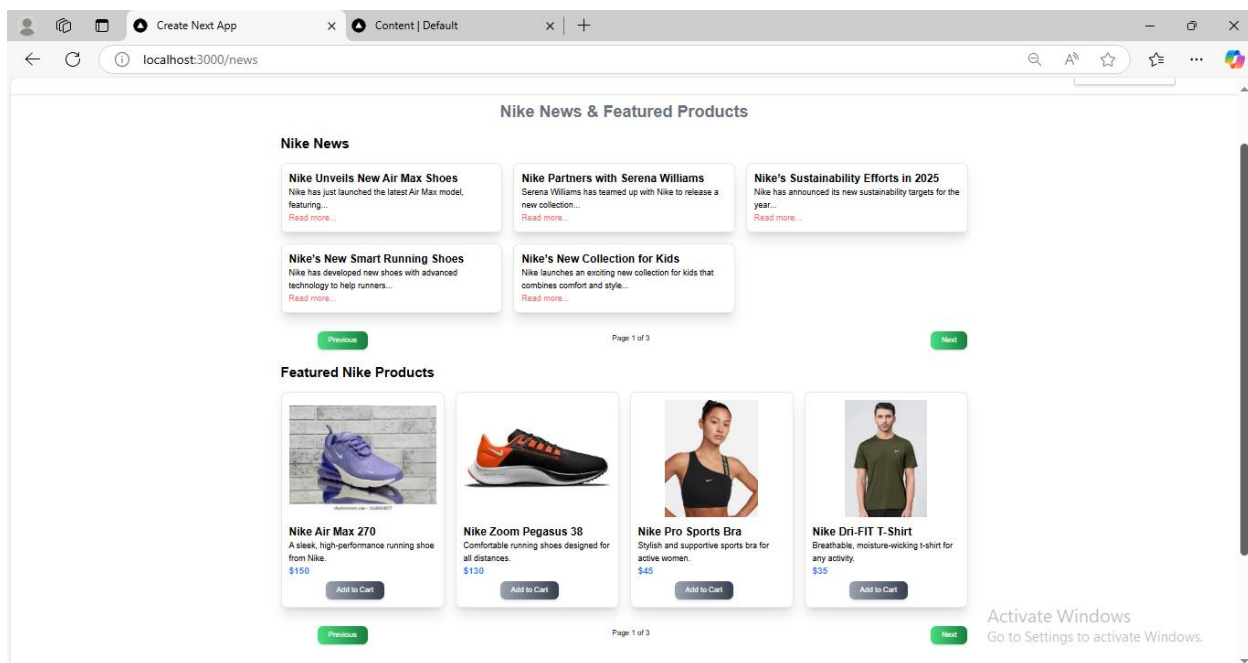 Create Next App
Content | Default
localhost:3000/news
Nike News & Featured Products
Nike News
Nike Unveils New Air Max Shoes
Nike has just launched the latest Air Max model,
featuring...
Read more...
Nike Partners with Serena Williams
Serena Williams has teamed up with Nike to release a
new collection...
Read more...
Nike's Sustainability Efforts in 2025
Nike has announced its new sustainability targets for the
year...
Read more...
Nike's New Smart Running Shoes
Nike has developed new shoes with advanced
technology to help runners...
Read more...
Nike's New Collection for Kids
Nike launches an exciting new collection for kids that
combines comfort and style...
Read more...
Previous
Page 1 of 3
Next
Featured Nike Products
Nike Air Max 270
A sleek, high-performance running shoe
from Nike.
$150
Add to Cart
Nike Zoom Pegasus 38
Comfortable running shoes designed for
all distances.
$130
Add to Cart
Nike Pro Sports Bra
Stylish and supportive sports bra for
active women.
$45
Add to Cart
Nike Dri-FIT T-Shirt
Breathable, moisture-wicking t-shirt for
any activity.
$35
Add to Cart
Previous
Page 1 of 3
Next
Activate Windows
Go to Settings to activate Windows.